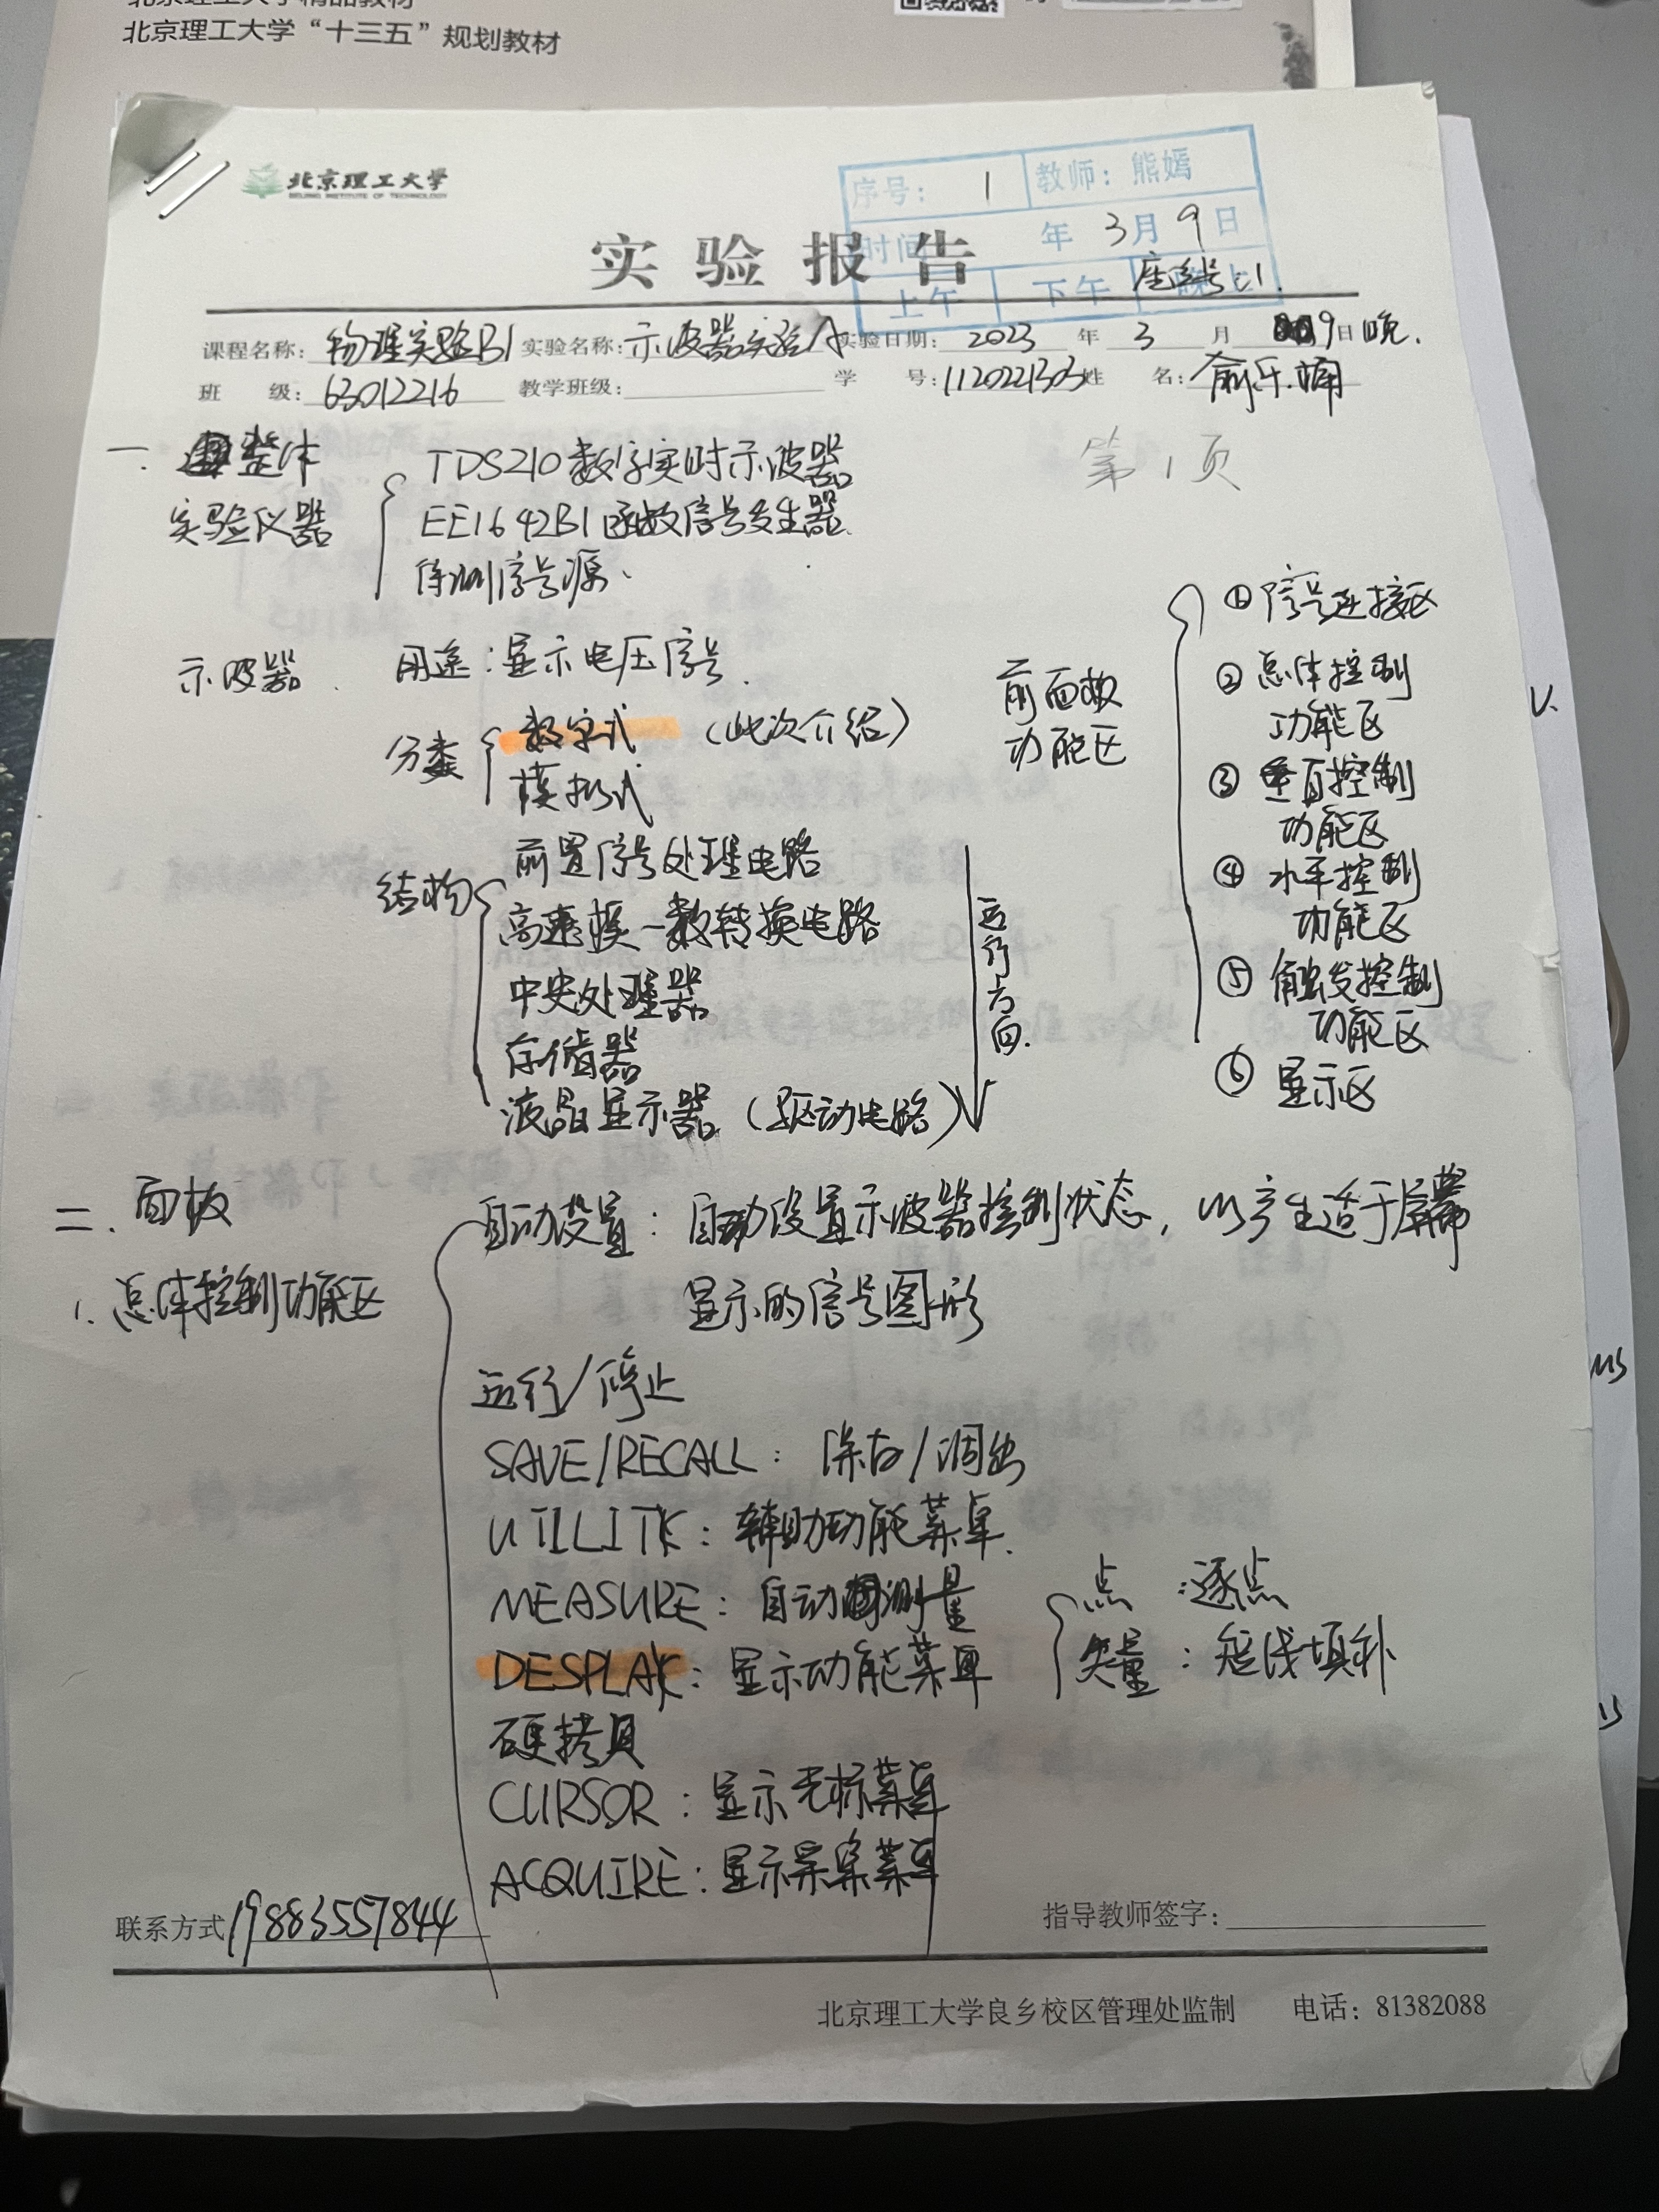 北京理工大学“十三五”规划教材
北京理工大学
BEIJING INSTITUTE OF TECHNOLOGY
序号： 1 教师：熊嫣
时间 年 3月 9日
上午 下午
座号：1.
实验报告
课程名称：物理实验B1 实验名称：示波器实验A 实验日期：2023 年 3 月 9日晚.
班 级：63012216 教学班级： 学 号：1120221303 姓 名：
第1页
一. 整体
实验仪器
TDS210数字实时示波器
EE1642B1函数信号发生器.
待测信号源.
示波器. 用途：显示电压信号.
分类
数字式 （此次介绍）
模拟式
结构
前置信号处理电路
高速模-数转换电路
中央处理器
存储器
液晶显示器（驱动电路）
运行方向.
前面板
功能区
① 信号连接区
② 总体控制
功能区
③ 垂直控制
功能区
④ 水平控制
功能区
⑤ 触发控制
功能区
⑥ 显示区
二. 面板
1. 总体控制功能区
自动设置：自动设置示波器控制状态，以产生适于屏幕
显示的信号图形
运行/停止
SAVE/RECALL：保存/调出
UTILITY：辅助功能菜单.
MEASURE：自动测量
DESPLAY：显示功能菜单
点：逐点
矢量：短线填补
硬拷贝
CURSOR：显示光标菜单
ACQUIRE：显示采集菜单
联系方式19883557844 指导教师签字：
北京理工大学良乡校区管理处监制 电话：81382088